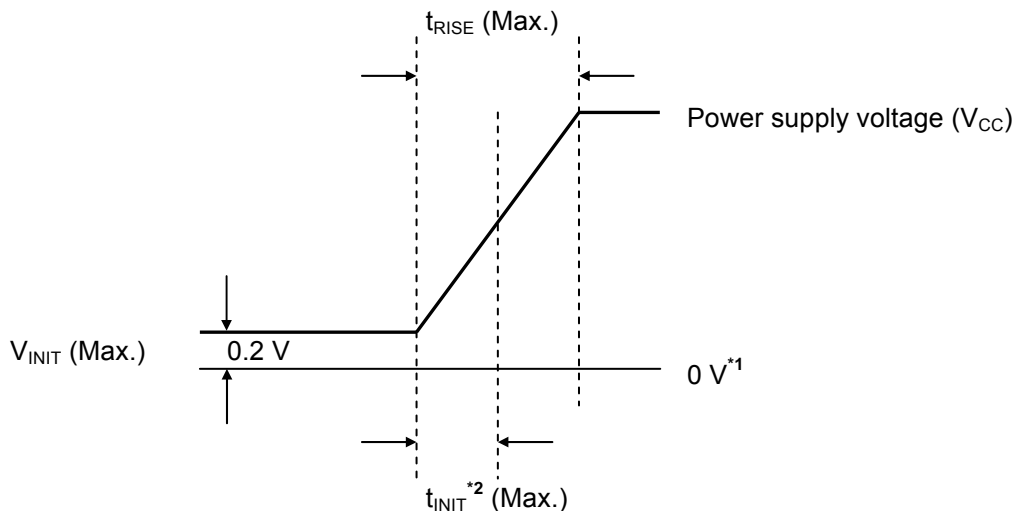 t_RISE (Max.)
Power supply voltage (V_CC)
V_INIT (Max.)
0.2 V
0 V*1
t_INIT*2 (Max.)